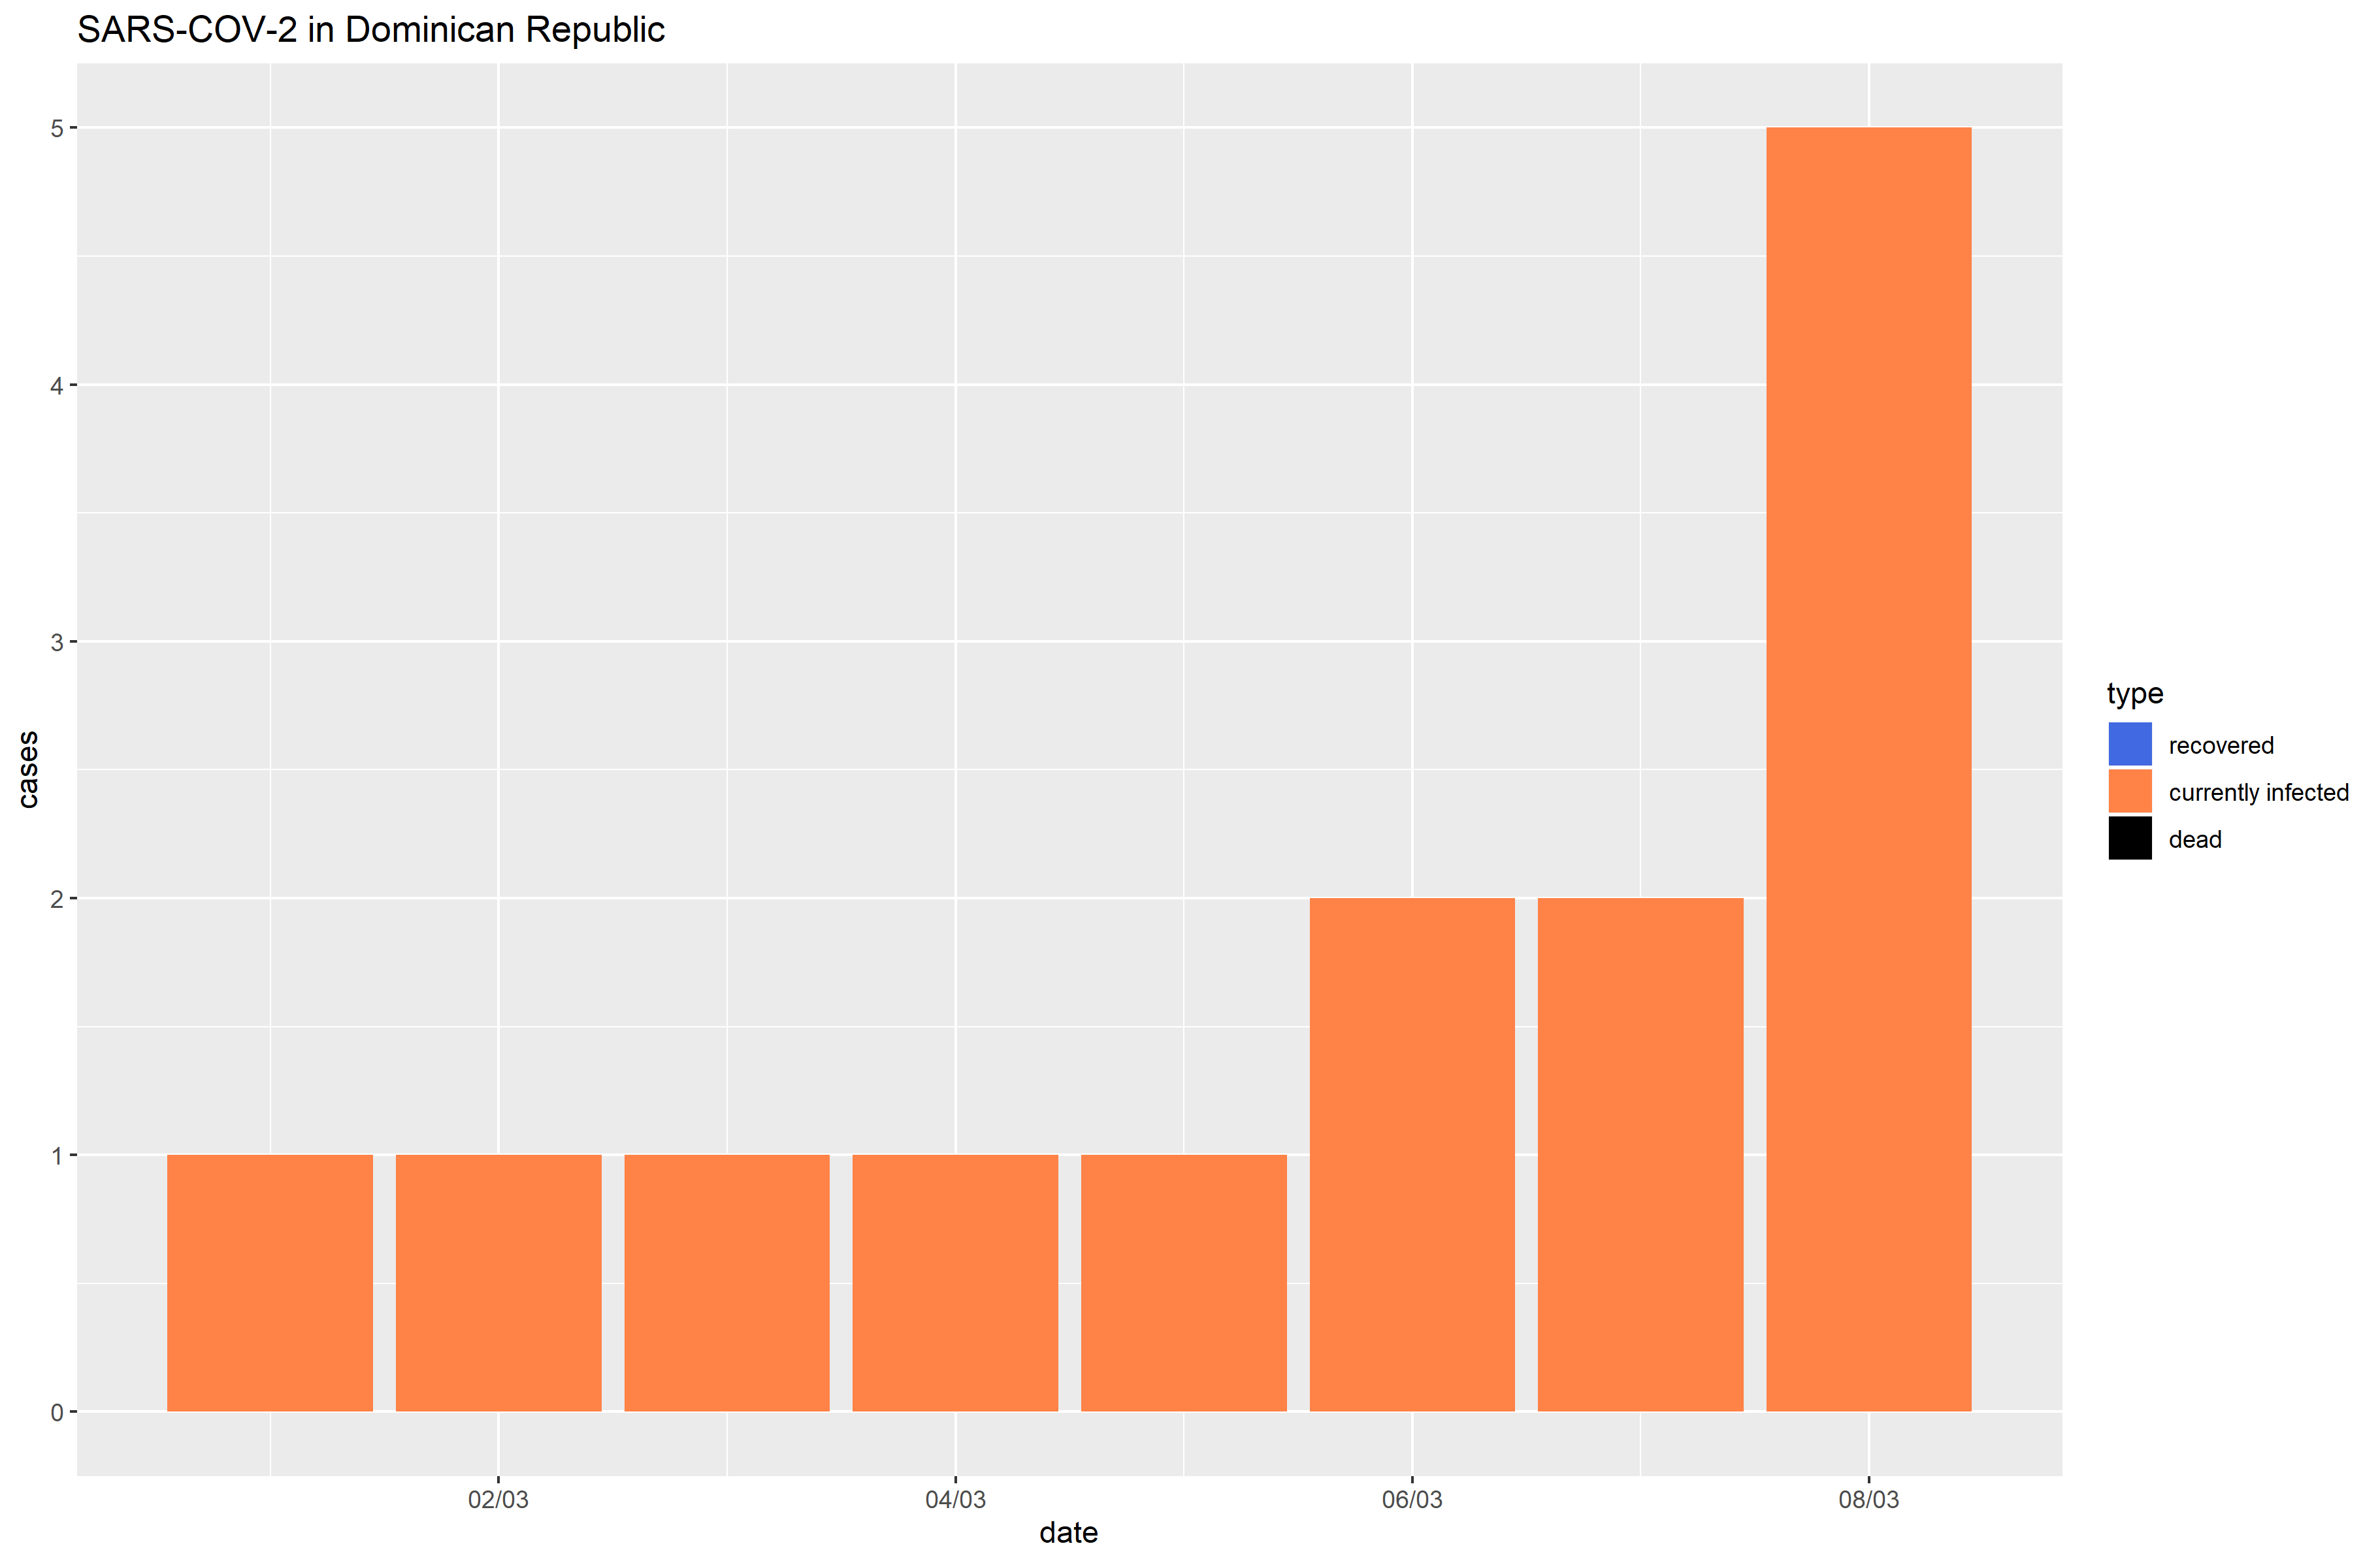 SARS-COV-2 in Dominican Republic
5
4
3
2
1
0
cases
02/03
04/03
06/03
08/03
date
type
recovered
currently infected
dead